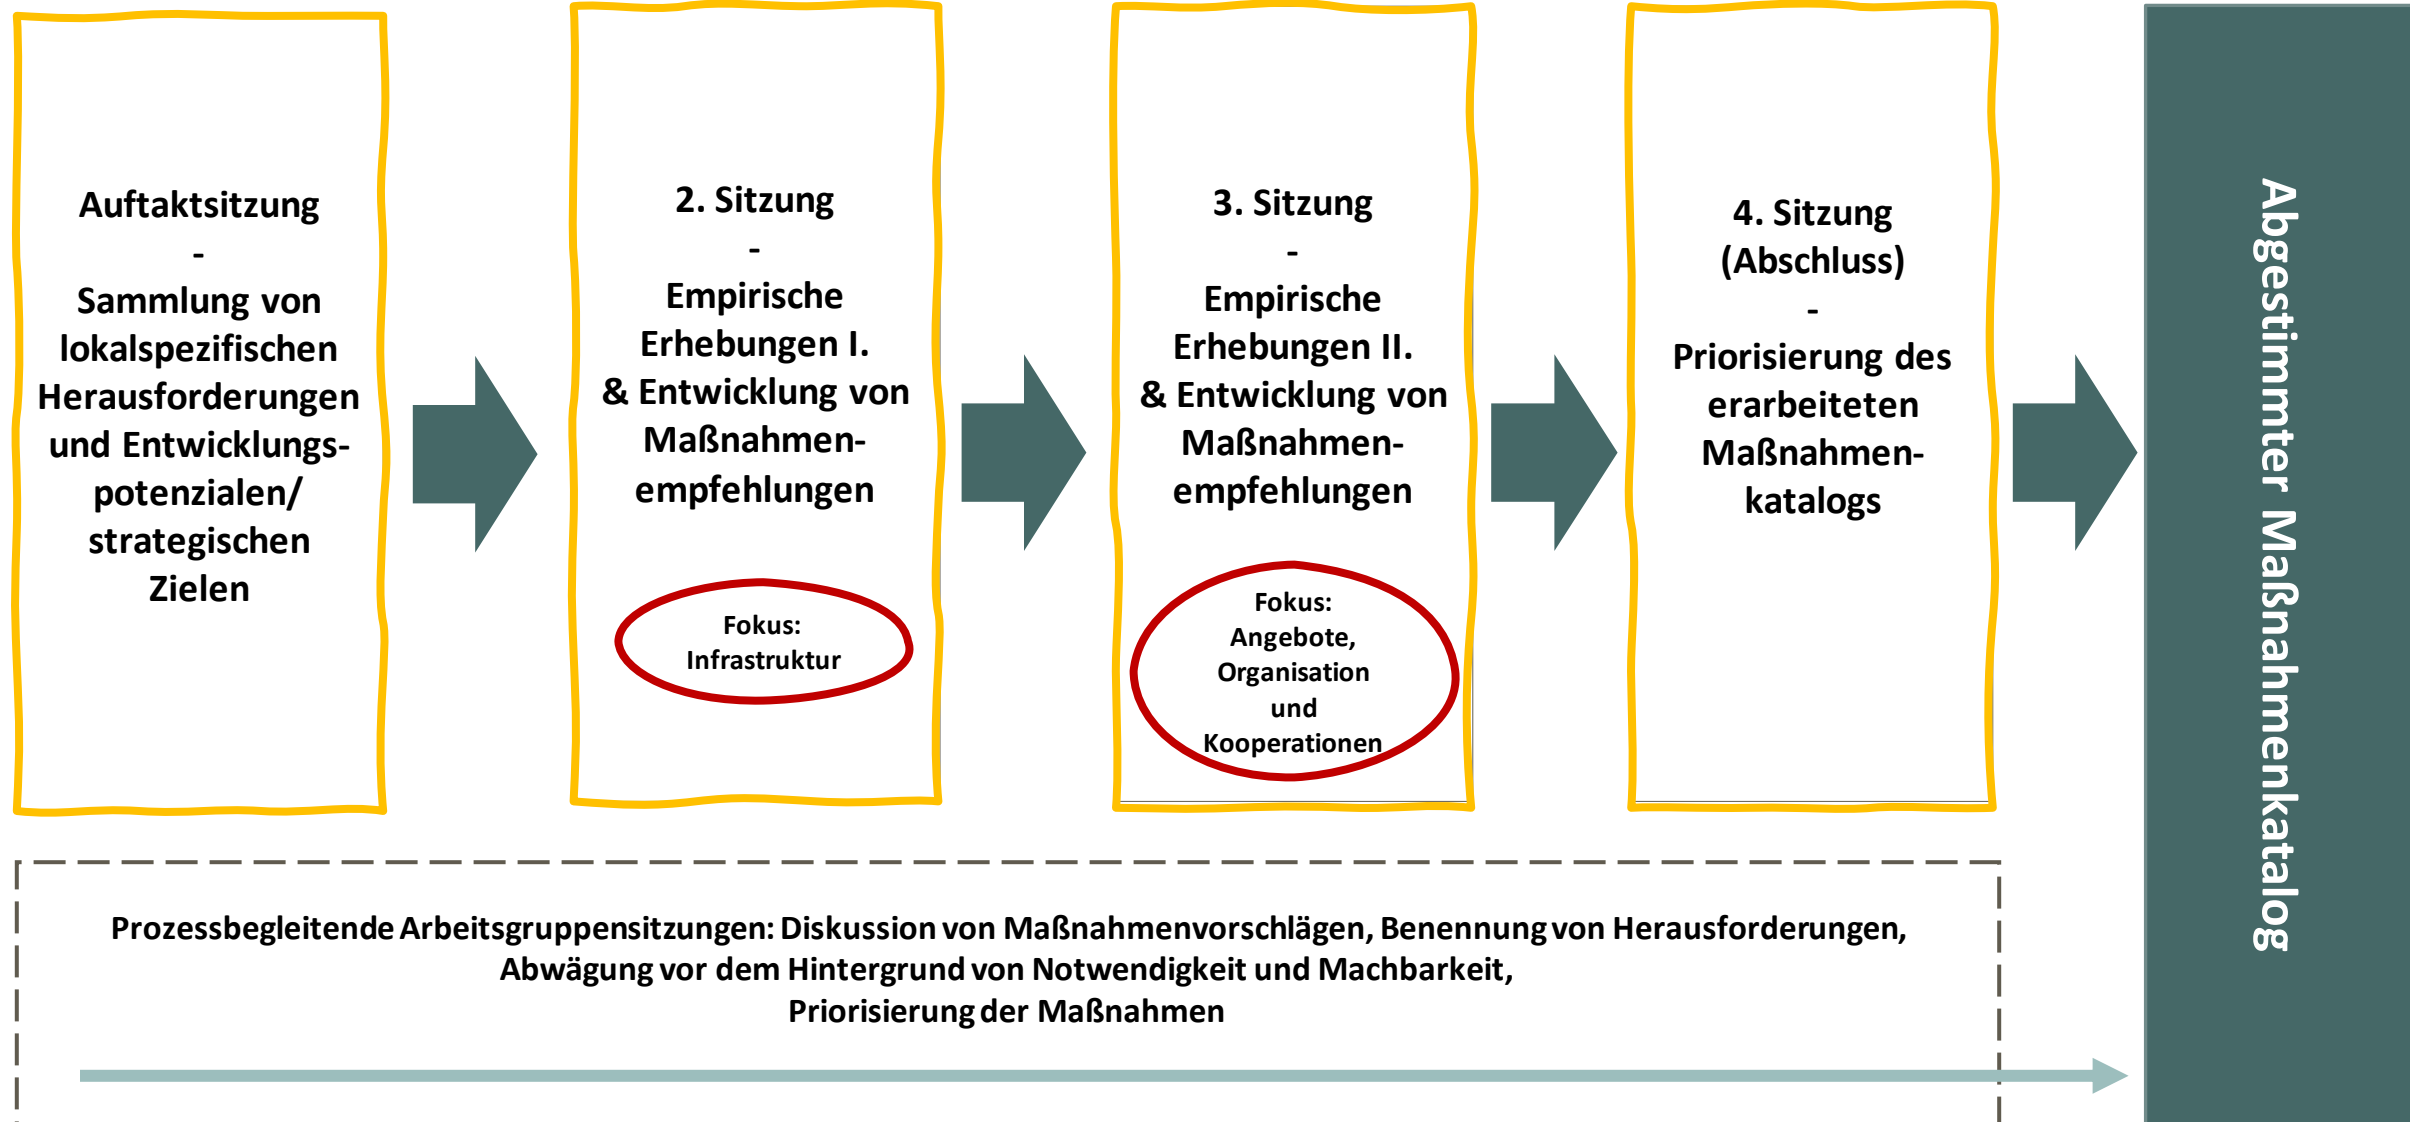 Auftaktsitzung
-
Sammlung von
lokalspezifischen
Herausforderungen
und Entwicklungs-
potenzialen/
strategischen
Zielen
2. Sitzung
-
Empirische
Erhebungen I.
& Entwicklung von
Maßnahmen-
empfehlungen
Fokus:
Infrastruktur
3. Sitzung
-
Empirische
Erhebungen II.
& Entwicklung von
Maßnahmen-
empfehlungen
Fokus:
Angebote,
Organisation
und
Kooperationen
4. Sitzung
(Abschluss)
-
Priorisierung des
erarbeiteten
Maßnahmen-
katalogs
Abgestimmter Maßnahmenkatalog
Prozessbegleitende Arbeitsgruppensitzungen: Diskussion von Maßnahmenvorschlägen, Benennung von Herausforderungen,
Abwägung vor dem Hintergrund von Notwendigkeit und Machbarkeit,
Priorisierung der Maßnahmen